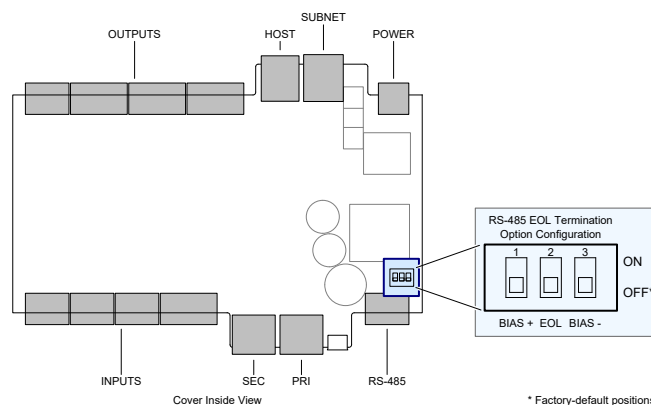 SUBNET
OUTPUTS
HOST
POWER
RS-485 EOL Termination
Option Configuration
1 2 3
ON
OFF*
BIAS + EOL BIAS -
INPUTS
SEC
PRI
RS-485
Cover Inside View
* Factory-default positions